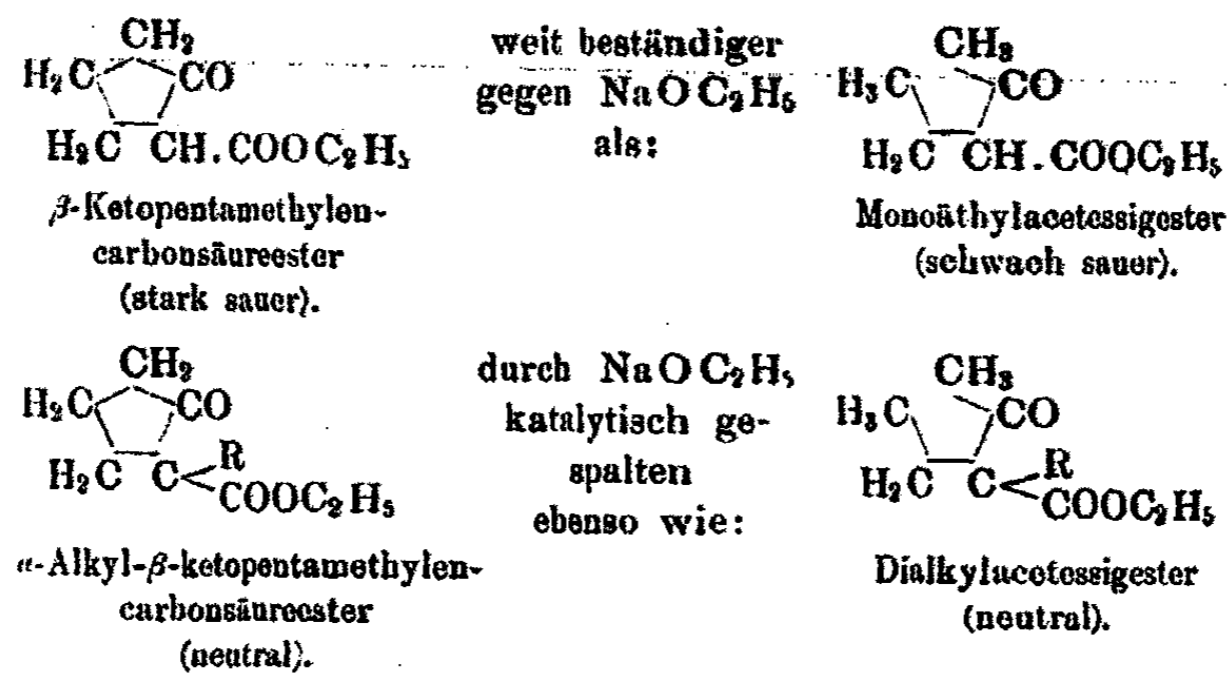 CH₂
H₂C CO
H₂C CH.COOC₂H₅
β-Ketopentamethylen-
carbonsäureester
(stark sauer).
weit beständiger
gegen NaOC₂H₅
als:
CH₃
H₃C CO
H₂C CH.COOC₂H₅
Monoäthylacetessigester
(schwach sauer).
CH₂
H₂C CO
H₂C C< R
COOC₂H₅
α-Alkyl-β-ketopentamethylen-
carbonsäureester
(neutral).
durch NaOC₂H₅
katalytisch ge-
spalten
ebenso wie:
CH₃
H₃C CO
H₂C C< R
COOC₂H₅
Dialkylacetessigester
(neutral).